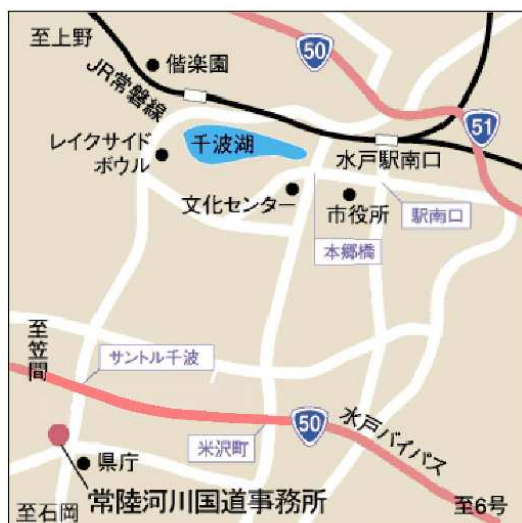 至上野
50
偕楽園
JR常磐線
51
レイクサイド
ボウル
千波湖
水戸駅南口
文化センター
市役所
駅南口
本郷橋
至笠間
サントル千波
50
水戸バイパス
米沢町
県庁
常陸河川国道事務所
至石岡
至6号